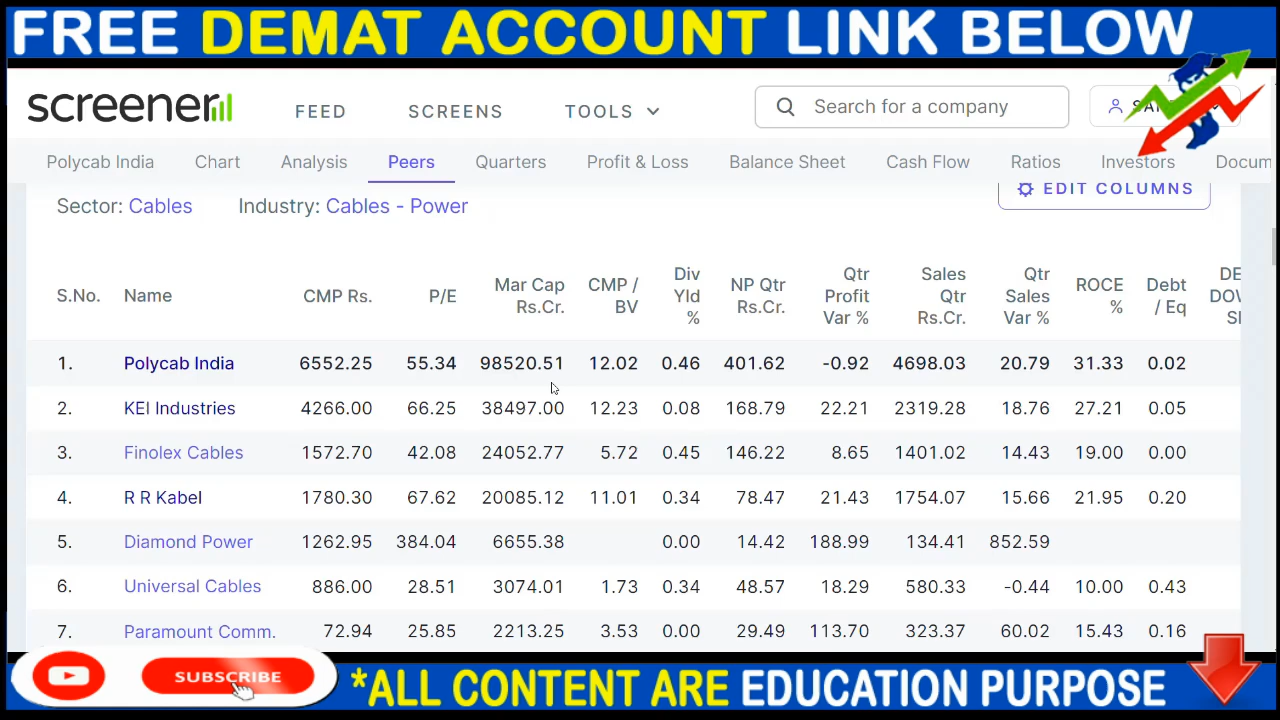 FREE DEMAT ACCOUNT LINK BELOW
screener FEED SCREENS TOOLS Search for a company
Polycab India Chart Analysis Peers Quarters Profit & Loss Balance Sheet Cash Flow Ratios Investors Docum
Sector: Cables Industry: Cables - Power EDIT COLUMNS
S.No. Name CMP Rs. P/E Mar Cap Rs.Cr. CMP / BV Div Yld % NP Qtr Rs.Cr. Qtr Profit Var % Sales Qtr Rs.Cr. Qtr Sales Var % ROCE % Debt / Eq
1. Polycab India 6552.25 55.34 98520.51 12.02 0.46 401.62 -0.92 4698.03 20.79 31.33 0.02
2. KEI Industries 4266.00 66.25 38497.00 12.23 0.08 168.79 22.21 2319.28 18.76 27.21 0.05
3. Finolex Cables 1572.70 42.08 24052.77 5.72 0.45 146.22 8.65 1401.02 14.43 19.00 0.00
4. R R Kabel 1780.30 67.62 20085.12 11.01 0.34 78.47 21.43 1754.07 15.66 21.95 0.20
5. Diamond Power 1262.95 384.04 6655.38 0.00 14.42 188.99 134.41 852.59
6. Universal Cables 886.00 28.51 3074.01 1.73 0.34 48.57 18.29 580.33 -0.44 10.00 0.43
7. Paramount Comm. 72.94 25.85 2213.25 3.53 0.00 29.49 113.70 323.37 60.02 15.43 0.16
SUBSCRIBE *ALL CONTENT ARE EDUCATION PURPOSE